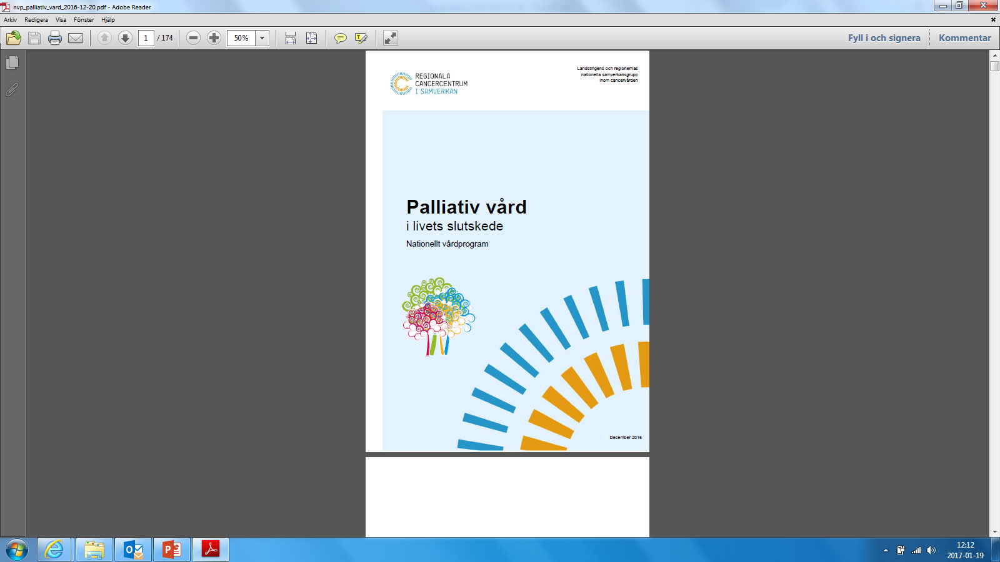 nvp_palliativ_vard_2016-12-20.pdf - Adobe Reader
Arkiv Redigera Visa Fönster Hjälp
1 / 174 50% Fyll i och signera Kommentar
Landstingens och regionernas
nationella samverkansgrupp
inom cancervården
REGIONALA
CANCERCENTRUM
I SAMVERKAN
Palliativ vård
i livets slutskede
Nationellt vårdprogram
December 2016
12:12
2017-01-19